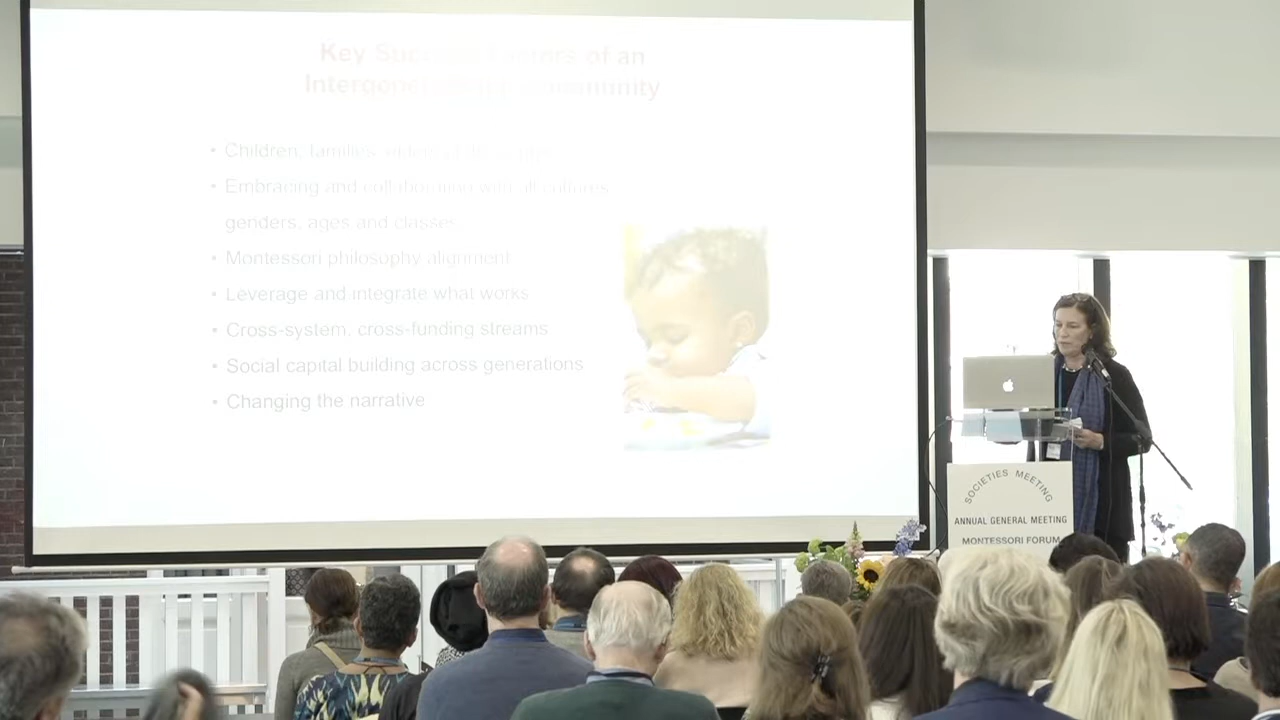 Key Success Factors of an
Intergenerational Community
• Children, families, elders at the center
• Embracing and collaborating with all cultures,
genders, ages and classes
• Montessori philosophy alignment
• Leverage and integrate what works
• Cross-system, cross-funding streams
• Social capital building across generations
• Changing the narrative
SOCIETIES MEETING
ANNUAL GENERAL MEETING
MONTESSORI FORUM